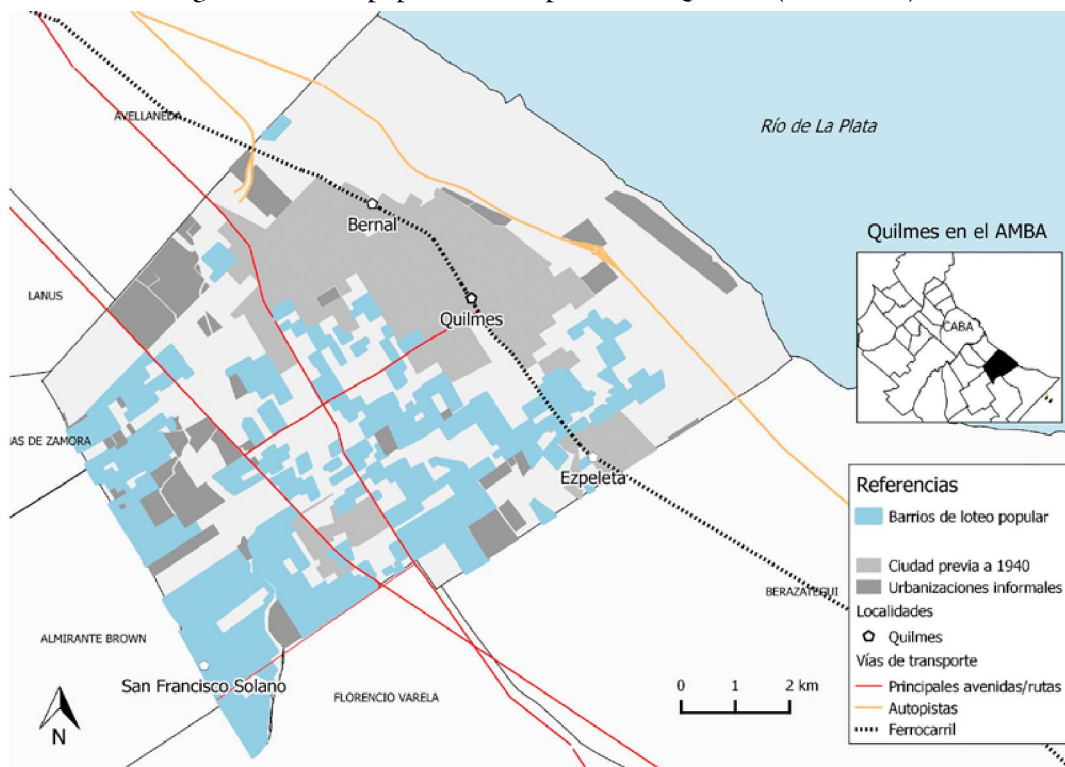 Río de La Plata
AVELLANEDA
Bernal
Quilmes en el AMBA
LANUS
Quilmes
CABA
AS DE ZAMORA
Ezpeleta
Referencias
Barrios de loteo popular
Ciudad previa a 1940
Urbanizaciones informales
BERAZATEGUI
Localidades
Quilmes
ALMIRANTE BROWN
Vías de transporte
San Francisco Solano
FLORENCIO VARELA
0 1 2 km
Principales avenidas/rutas
Autopistas
Ferrocarril
N